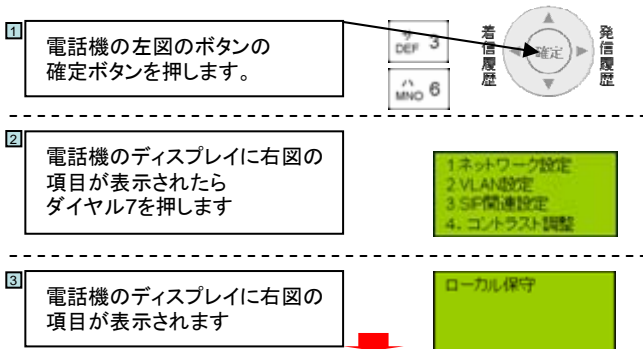 1
電話機の左図のボタンの
確定ボタンを押します。
サ
DEF 3
ハ
MNO 6
着信履歴
確定
発信履歴
2
電話機のディスプレイに右図の
項目が表示されたら
ダイヤル7を押します
1.ネットワーク設定
2.VLAN設定
3.SIP関連設定
4．コントラスト調整
3
電話機のディスプレイに右図の
項目が表示されます
ローカル保守